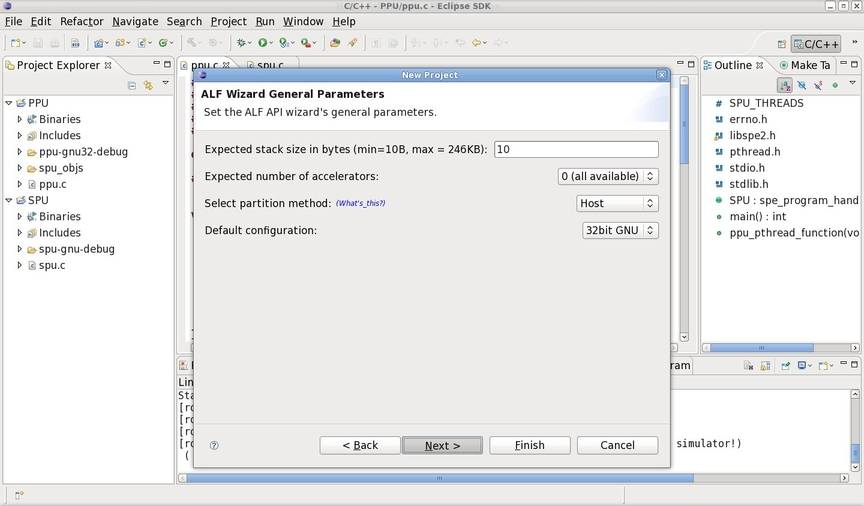 C/C++ - PPU/ppu.c - Eclipse SDK
File Edit Refactor Navigate Search Project Run Window Help
C/C++
Project Explorer
PPU
Binaries
Includes
ppu-gnu32-debug
spu_objs
ppu.c
SPU
Binaries
Includes
spu-gnu-debug
spu.c
ppu.c spu.c
New Project
ALF Wizard General Parameters
Set the ALF API wizard's general parameters.
Expected stack size in bytes (min=10B, max = 246KB): 10
Expected number of accelerators: 0 (all available)
Select partition method: (What's_this?) Host
Default configuration: 32bit GNU
< Back Next > Finish Cancel
Outline Make Ta
SPU_THREADS
errno.h
libspe2.h
pthread.h
stdio.h
stdlib.h
SPU : spe_program_hand
main() : int
ppu_pthread_function(vo
ram
Lin
Sta
[ro
[ro
[ro
[ro simulator!)
(